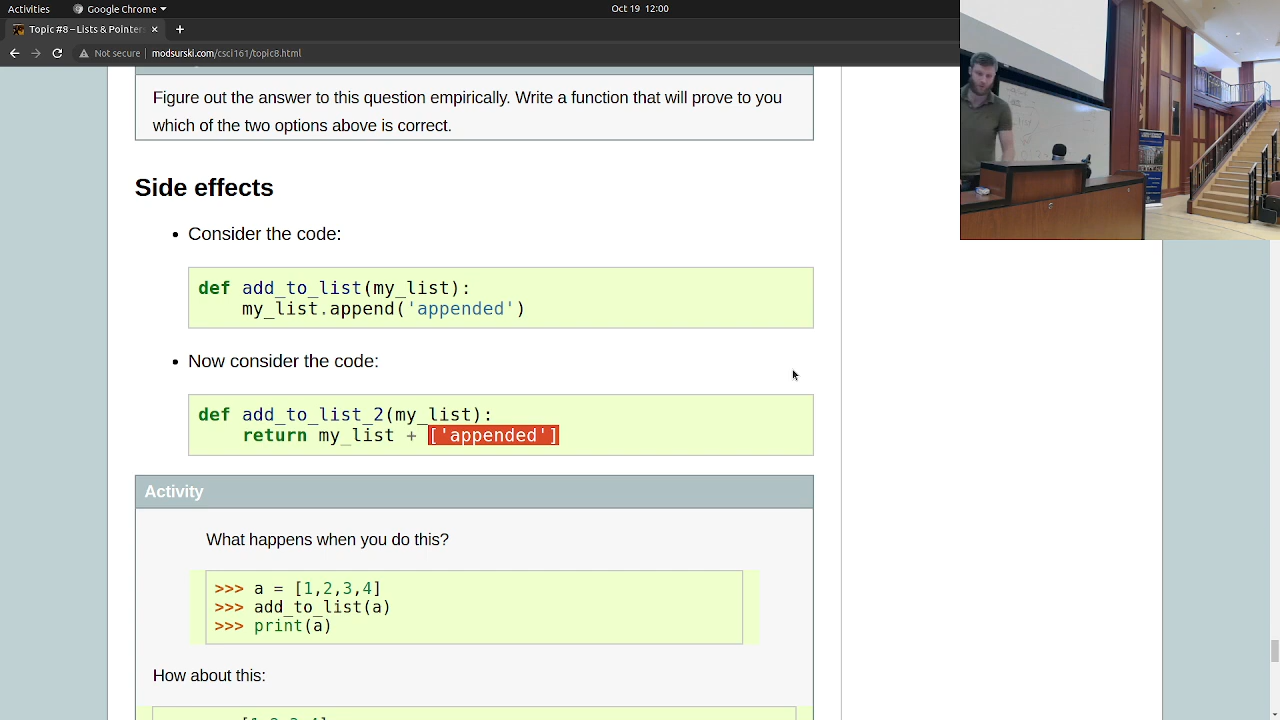 Activities
Google Chrome
Oct 19 12:00
Topic #8 – Lists & Pointer
Not secure
modsurski.com/csci161/topic8.html
Figure out the answer to this question empirically. Write a function that will prove to you
which of the two options above is correct.
Side effects
Consider the code:
def add_to_list(my_list):
my_list.append('appended')
Now consider the code:
def add_to_list_2(my_list):
return my_list + ['appended']
Activity
What happens when you do this?
>>> a = [1,2,3,4]
>>> add_to_list(a)
>>> print(a)
How about this: